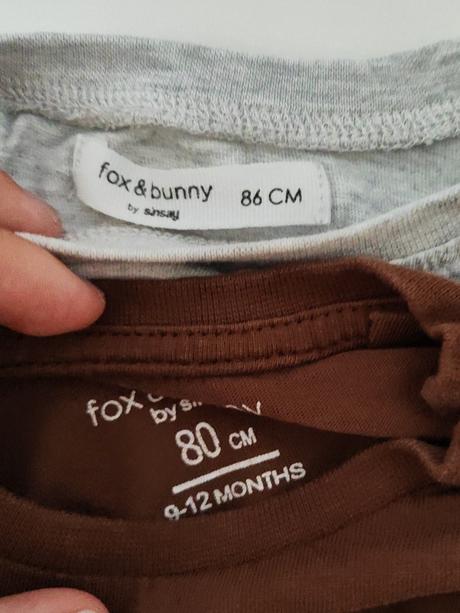 fox & bunny 86 CM
by sinsay
fox
by
80 CM
9-12 MONTHS